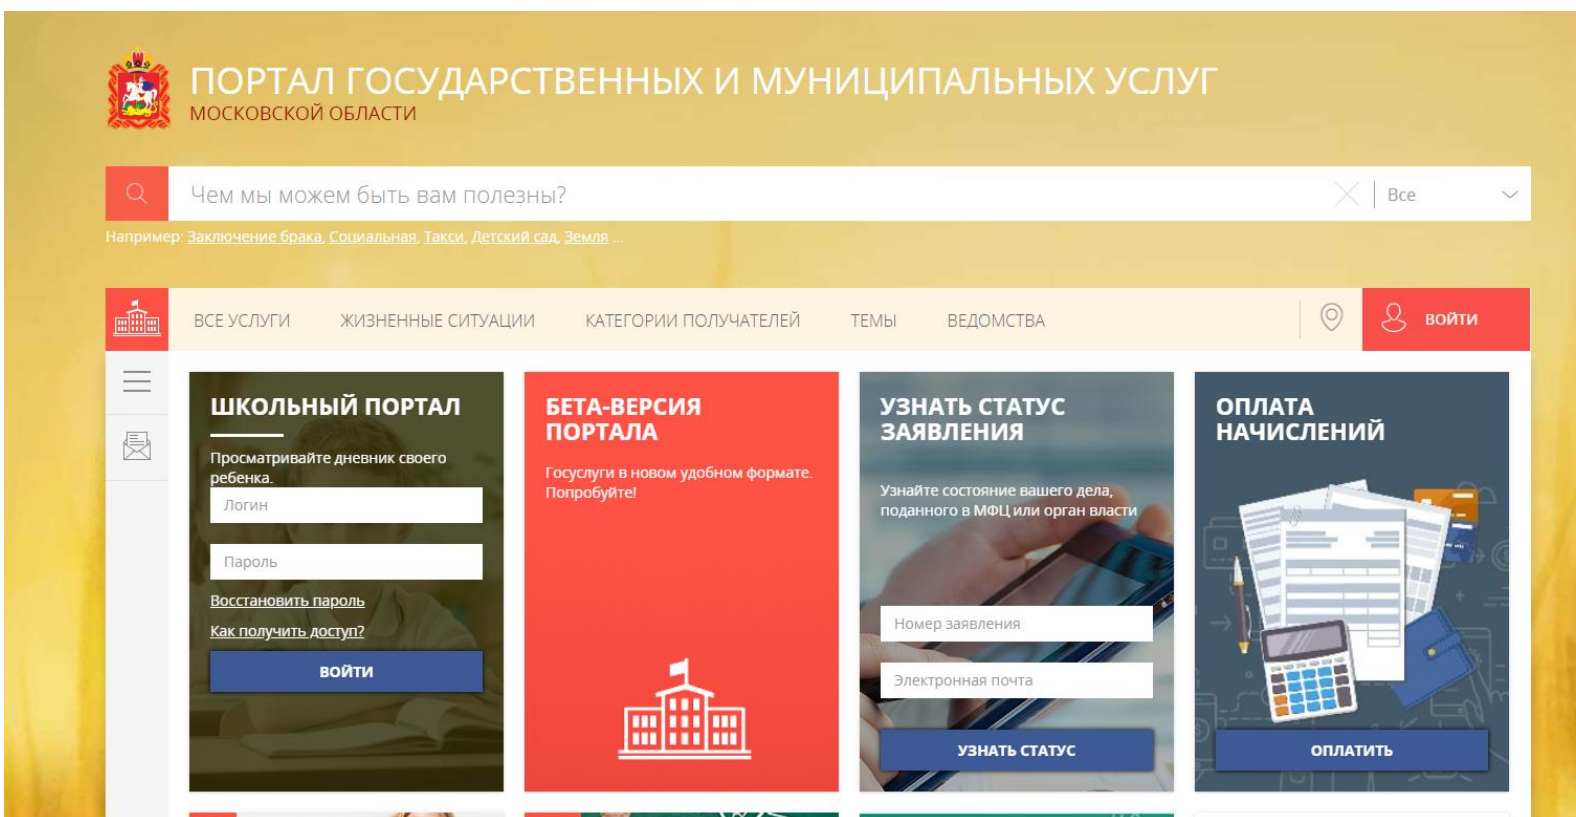 ПОРТАЛ ГОСУДАРСТВЕННЫХ И МУНИЦИПАЛЬНЫХ УСЛУГ
МОСКОВСКОЙ ОБЛАСТИ
Чем мы можем быть вам полезны?
Все
Например: Заключение брака, Социальная, Такси, Детский сад, Земля ...
ВСЕ УСЛУГИ
ЖИЗНЕННЫЕ СИТУАЦИИ
КАТЕГОРИИ ПОЛУЧАТЕЛЕЙ
ТЕМЫ
ВЕДОМСТВА
ВОЙТИ
ШКОЛЬНЫЙ ПОРТАЛ
Просматривайте дневник своего
ребенка.
Логин
Пароль
Восстановить пароль
Как получить доступ?
ВОЙТИ
БЕТА-ВЕРСИЯ
ПОРТАЛА
Госуслуги в новом удобном формате.
Попробуйте!
УЗНАТЬ СТАТУС
ЗАЯВЛЕНИЯ
Узнайте состояние вашего дела,
поданного в МФЦ или орган власти
Номер заявления
Электронная почта
УЗНАТЬ СТАТУС
ОПЛАТА
НАЧИСЛЕНИЙ
ОПЛАТИТЬ